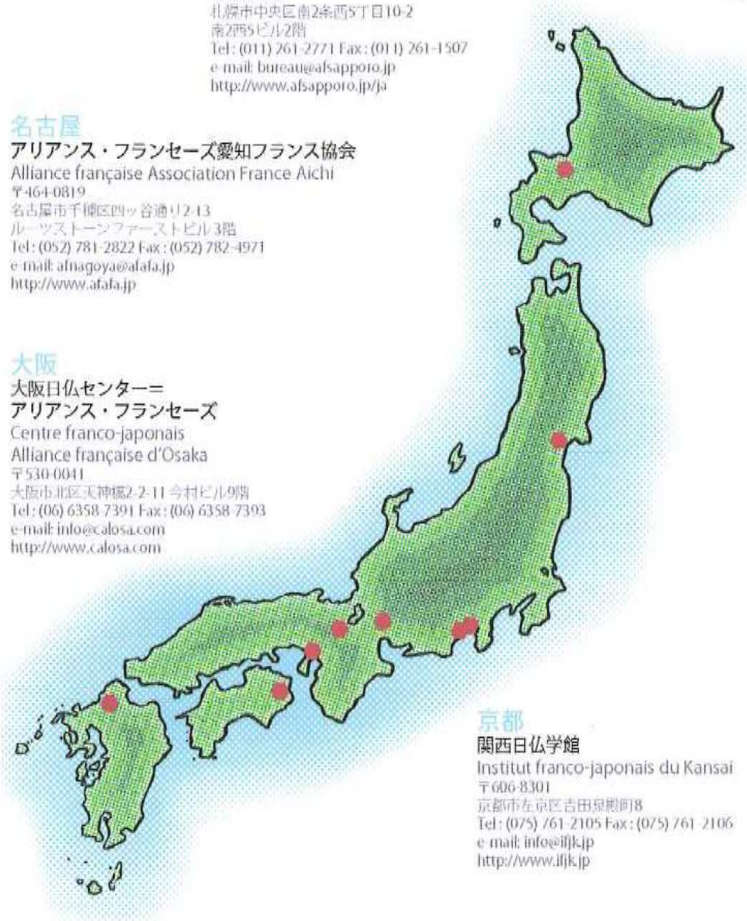 札幌市中央区南2条西5丁目10-2
南2西5ビル2階
Tel : (011) 261-2771 Fax : (011) 261-1507
e-mail: bureau@afsapporo.jp
http://www.afsapporo.jp/ja
名古屋
アリアンス・フランセーズ愛知フランス協会
Alliance française Association France Aichi
〒464-0819
名古屋市千種区四ッ谷通り2-13
ルーツストーンファーストビル3階
Tel : (052) 781-2822 Fax : (052) 782-4971
e-mail: afnagoya@afafa.jp
http://www.afafa.jp
大阪
大阪日仏センター＝
アリアンス・フランセーズ
Centre franco-japonais
Alliance française d'Osaka
〒530-0041
大阪市北区天神橋2-2-11 今村ビル9階
Tel : (06) 6358-7391 Fax : (06) 6358-7393
e-mail: info@calosa.com
http://www.calosa.com
京都
関西日仏学館
Institut franco-japonais du Kansai
〒606-8301
京都市左京区吉田泉殿町8
Tel : (075) 761-2105 Fax : (075) 761-2106
e-mail: info@ifjk.jp
http://www.ifjk.jp